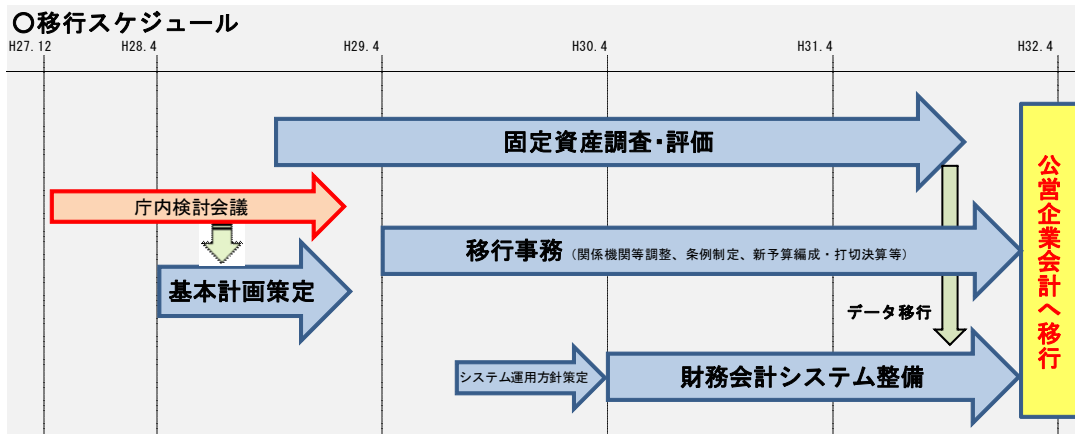 〇移行スケジュール
H27.12
H28.4
H29.4
H30.4
H31.4
H32.4
固定資産調査・評価
庁内検討会議
移行事務（関係機関等調整、条例制定、新予算編成・打切決算等）
基本計画策定
データ移行
システム運用方針策定
財務会計システム整備
公営企業会計へ移行